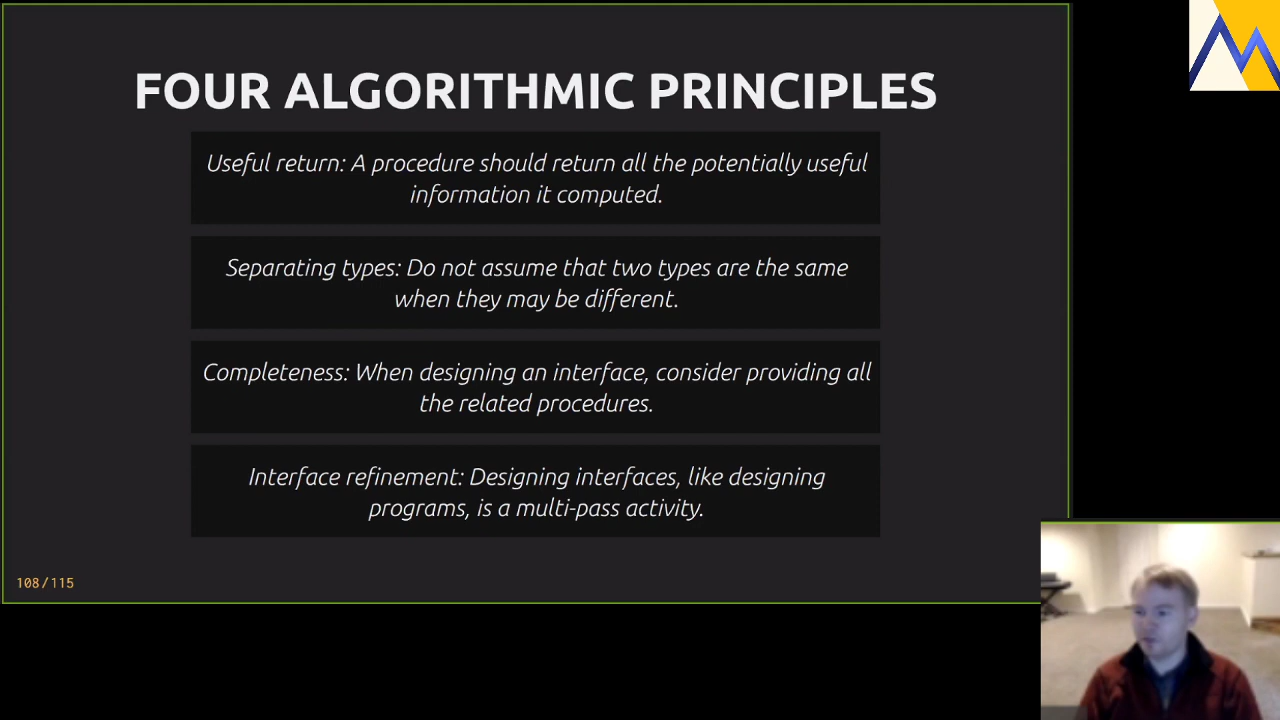 FOUR ALGORITHMIC PRINCIPLES
Useful return: A procedure should return all the potentially useful
information it computed.
Separating types: Do not assume that two types are the same
when they may be different.
Completeness: When designing an interface, consider providing all
the related procedures.
Interface refinement: Designing interfaces, like designing
programs, is a multi-pass activity.
108/115